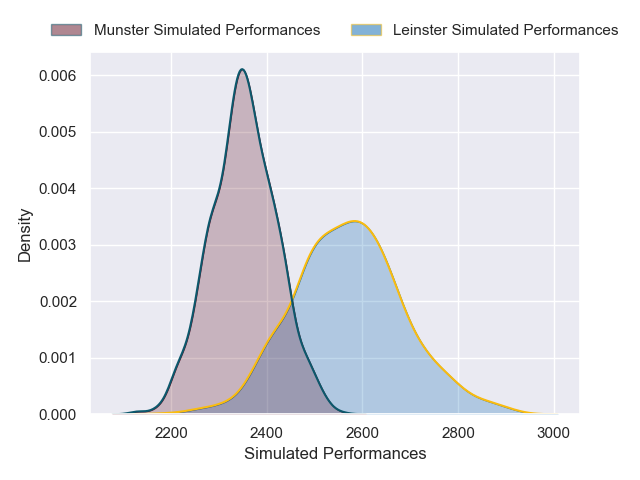 Munster Simulated Performances Leinster Simulated Performances
0.006
0.005
0.004
0.003
0.002
0.001
0.000
Density
2200 2400 2600 2800 3000
Simulated Performances